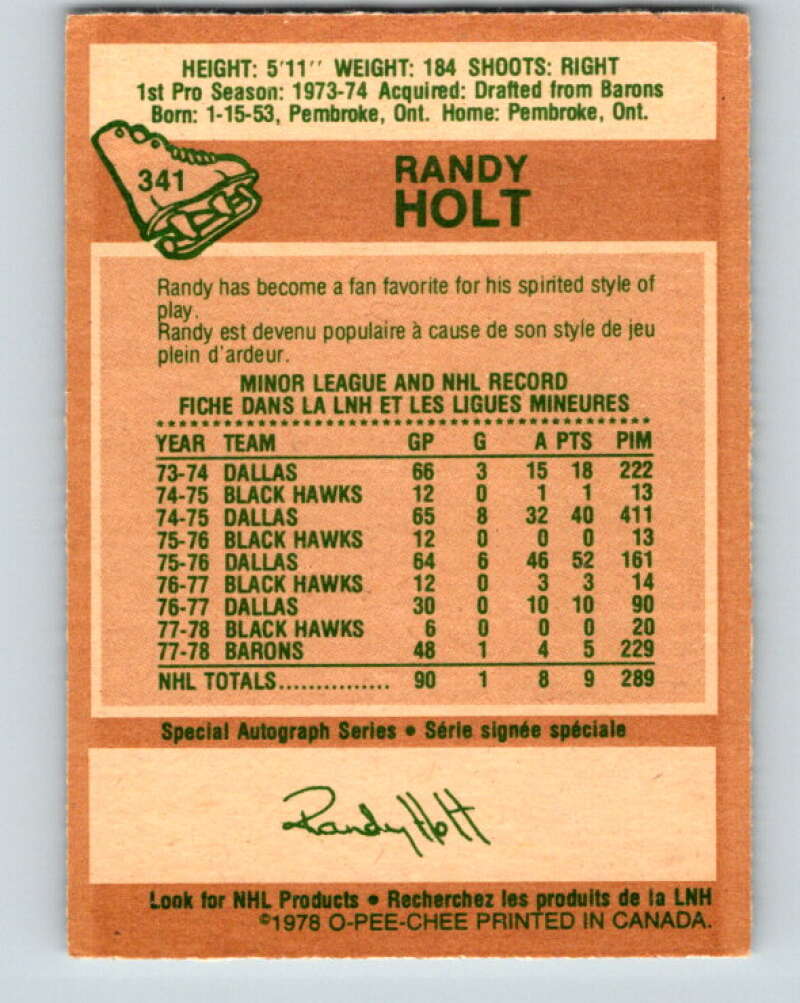 HEIGHT: 5'11'' WEIGHT: 184 SHOOTS: RIGHT
1st Pro Season: 1973-74 Acquired: Drafted from Barons
Born: 1-15-53, Pembroke, Ont. Home: Pembroke, Ont.
341
RANDY
HOLT
Randy has become a fan favorite for his spirited style of
play.
Randy est devenu populaire à cause de son style de jeu
plein d'ardeur.
MINOR LEAGUE AND NHL RECORD
FICHE DANS LA LNH ET LES LIGUES MINEURES
YEAR TEAM GP G A PTS PIM
73-74 DALLAS 66 3 15 18 222
74-75 BLACK HAWKS 12 0 1 1 13
74-75 DALLAS 65 8 32 40 411
75-76 BLACK HAWKS 12 0 0 0 13
75-76 DALLAS 64 6 46 52 161
76-77 BLACK HAWKS 12 0 3 3 14
76-77 DALLAS 30 0 10 10 90
77-78 BLACK HAWKS 6 0 0 0 20
77-78 BARONS 48 1 4 5 229
NHL TOTALS............... 90 1 8 9 289
Special Autograph Series • Série signée spéciale
Randy Holt
Look for NHL Products • Recherchez les produits de la LNH
©1978 O-PEE-CHEE PRINTED IN CANADA.